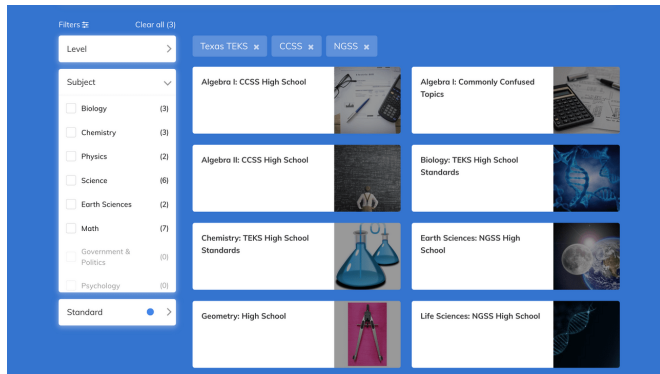 Filters
Clear all (3)
Level
Texas TEKS ×
CCSS ×
NGSS ×
Subject
Biology (3)
Chemistry (3)
Physics (2)
Science (6)
Earth Sciences (2)
Math (7)
Government &
Politics (0)
Psychology (0)
Standard
Algebra I: CCSS High School
Algebra I: Commonly Confused
Topics
Algebra II: CCSS High School
Biology: TEKS High School
Standards
Chemistry: TEKS High School
Standards
Earth Sciences: NGSS High
School
Geometry: High School
Life Sciences: NGSS High School